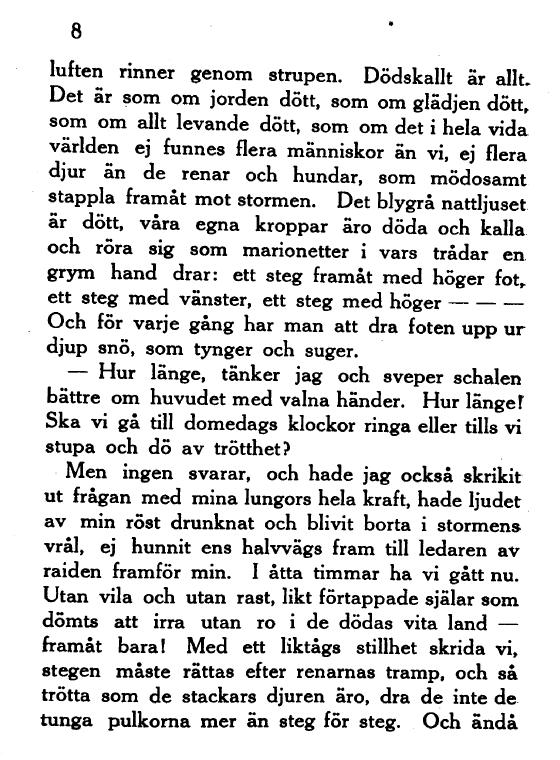 8
luften rinner genom strupen. Dödskallt är allt.
Det är som om jorden dött, som om glädjen dött,
som om allt levande dött, som om det i hela vida
världen ej funnes flera människor än vi, ej flera
djur än de renar och hundar, som mödosamt
stappla framåt mot stormen. Det blygrå nattljuset
är dött, våra egna kroppar äro döda och kalla
och röra sig som marionetter i vars trådar en
grym hand drar: ett steg framåt med höger fot,
ett steg med vänster, ett steg med höger — — —
Och för varje gång har man att dra foten upp ur
djup snö, som tynger och suger.
— Hur länge, tänker jag och sveper schalen
bättre om huvudet med valna händer. Hur länge!
Ska vi gå till domedags klockor ringa eller tills vi
stupa och dö av trötthet?
Men ingen svarar, och hade jag också skrikit
ut frågan med mina lungors hela kraft, hade ljudet
av min röst drunknat och blivit borta i stormens
vrål, ej hunnit ens halvvägs fram till ledaren av
raiden framför min. I åtta timmar ha vi gått nu.
Utan vila och utan rast, likt förtappade själar som
dömts att irra utan ro i de dödas vita land —
framåt bara! Med ett liktågs stillhet skrida vi,
stegen måste rättas efter renarnas tramp, och så
trötta som de stackars djuren äro, dra de inte de
tunga pulkorna mer än steg för steg. Och ändå